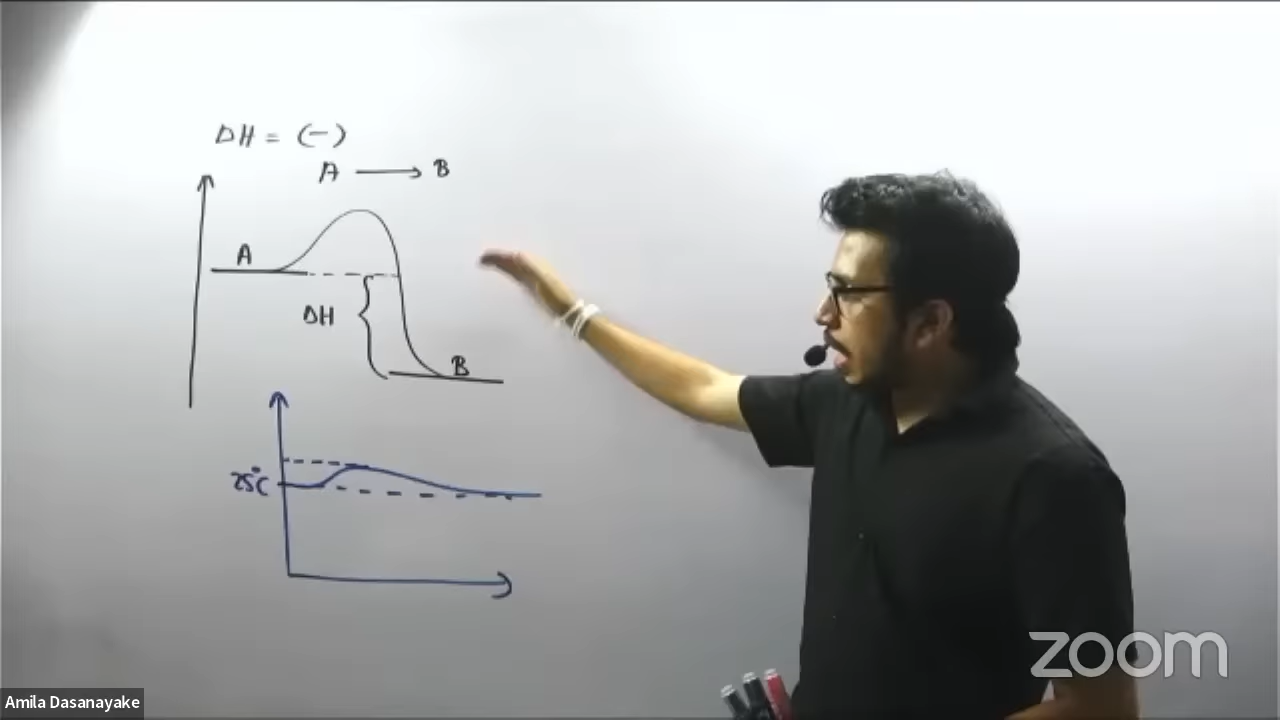 ΔH = (-)
A → B
A
ΔH
B
25°C
zoom
Amila Dasanayake